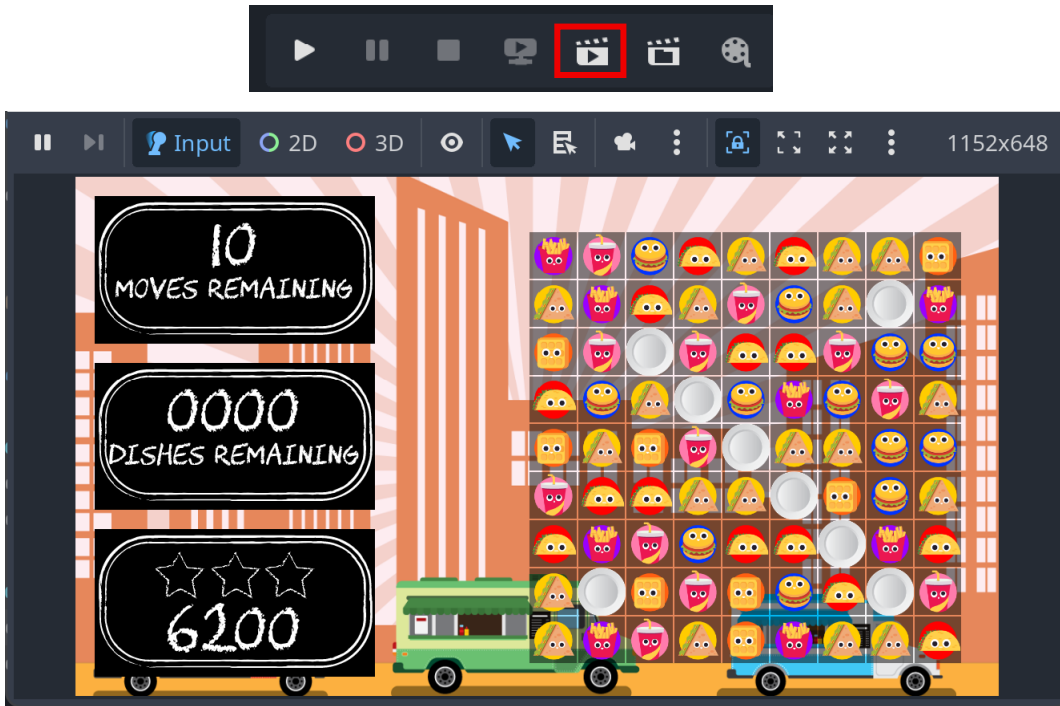 Input
2D
3D
1152x648
10
MOVES REMAINING
0000
DISHES REMAINING
6200